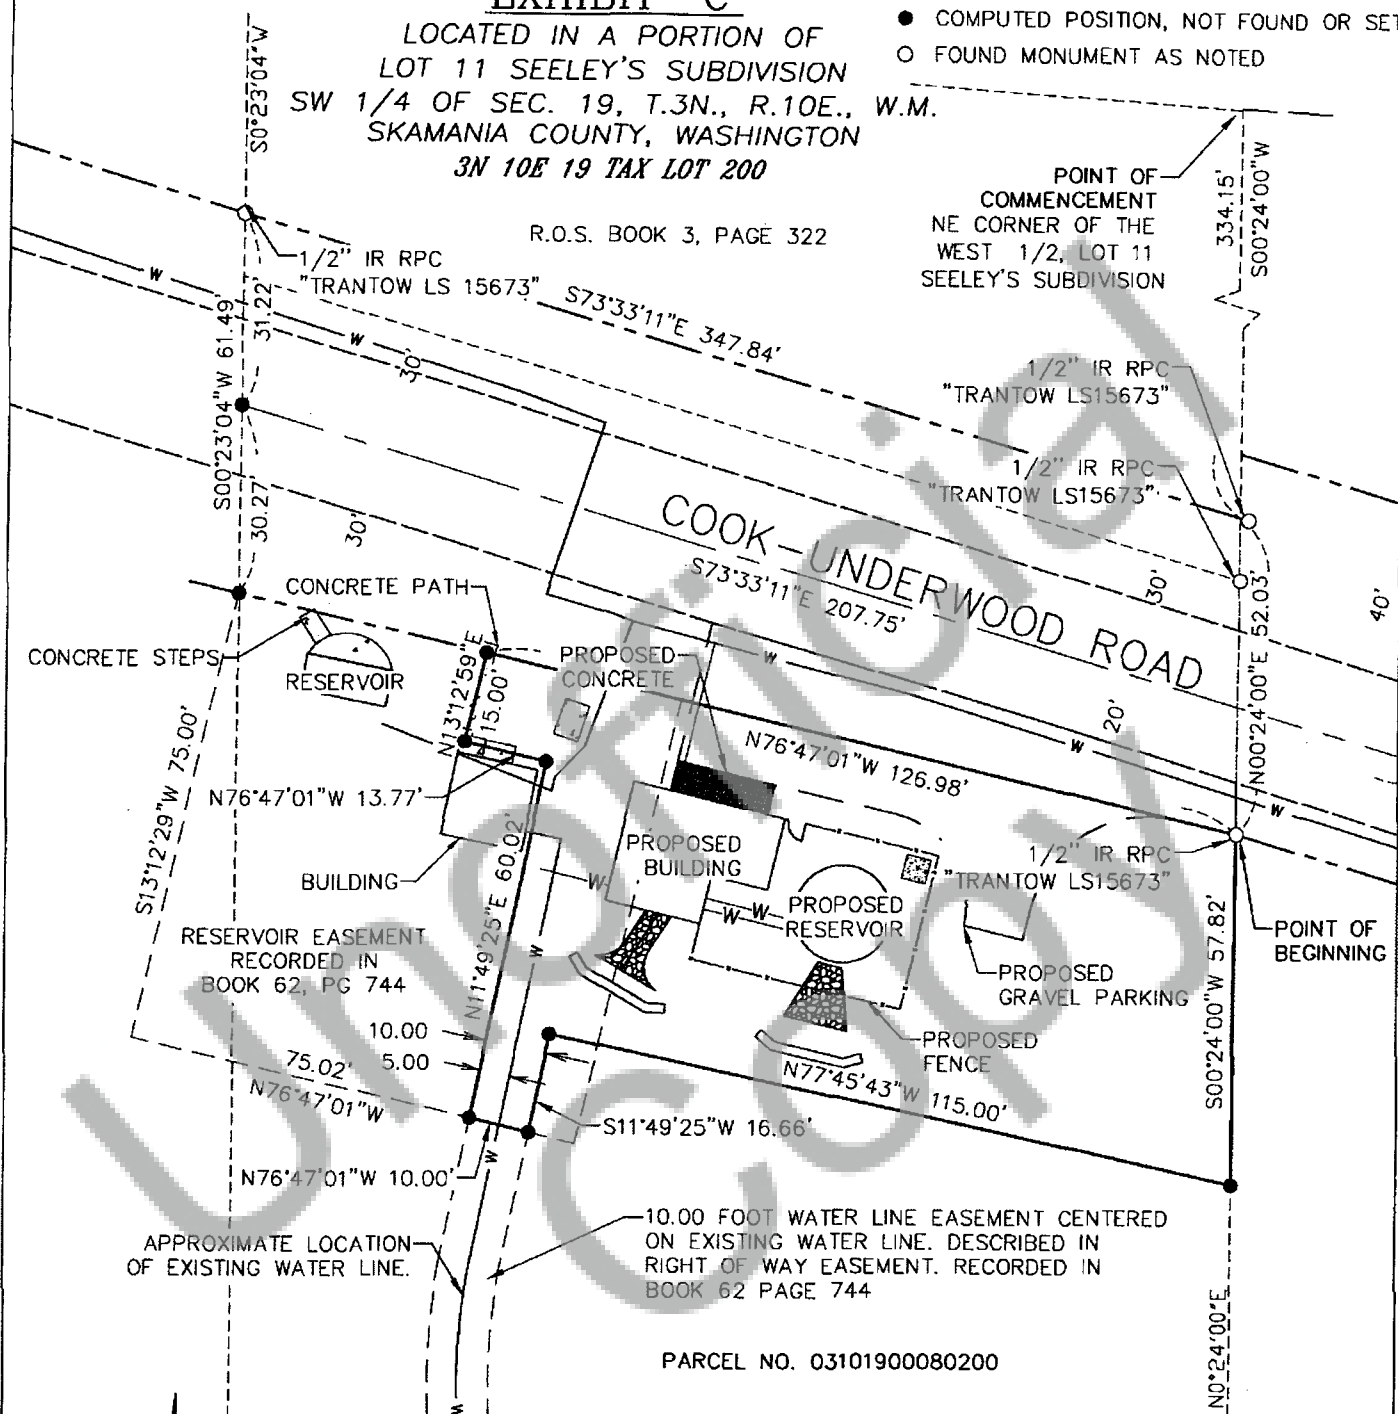 EXHIBIT "C"
LOCATED IN A PORTION OF
LOT 11 SEELEY'S SUBDIVISION
SW 1/4 OF SEC. 19, T.3N., R.10E., W.M.
SKAMANIA COUNTY, WASHINGTON
3N 10E 19 TAX LOT 200
R.O.S. BOOK 3, PAGE 322
COMPUTED POSITION, NOT FOUND OR SET
FOUND MONUMENT AS NOTED
S0°23'04"W
POINT OF
COMMENCEMENT
NE CORNER OF THE
WEST 1/2, LOT 11
SEELEY'S SUBDIVISION
334.15'
S00°24'00"W
1/2" IR RPC
"TRANTOW LS 15673"
S73°33'11"E 347.84'
S00°23'04"W 61.49'
31.22'
30.27'
W
W
30'
30'
1/2" IR RPC
"TRANTOW LS15673"
1/2" IR RPC
"TRANTOW LS15673"
COOK UNDERWOOD ROAD
S73°33'11"E 207.75'
30'
40'
20'
N00°24'00"E 52.03'
CONCRETE PATH
CONCRETE STEPS
RESERVOIR
N13°12'59"E
15.00'
PROPOSED
CONCRETE
W
W
W
N76°47'01"W 126.98'
S13°12'29"W 75.00'
N76°47'01"W 13.77'
PROPOSED
BUILDING
BUILDING
N11°49'25"E 60.02'
W
W
W
W
PROPOSED
RESERVOIR
1/2" IR RPC
"TRANTOW LS15673"
POINT OF
BEGINNING
RESERVOIR EASEMENT
RECORDED IN
BOOK 62, PG 744
PROPOSED
GRAVEL PARKING
S00°24'00"W 57.82'
PROPOSED
FENCE
10.00
5.00
75.02'
N76°47'01"W
N77°45'43"W 115.00'
S11°49'25"W 16.66'
N76°47'01"W 10.00'
W
APPROXIMATE LOCATION
OF EXISTING WATER LINE.
10.00 FOOT WATER LINE EASEMENT CENTERED
ON EXISTING WATER LINE. DESCRIBED IN
RIGHT OF WAY EASEMENT. RECORDED IN
BOOK 62 PAGE 744
N0°24'00"E
PARCEL NO. 03101900080200
W
Unofficial
Copy